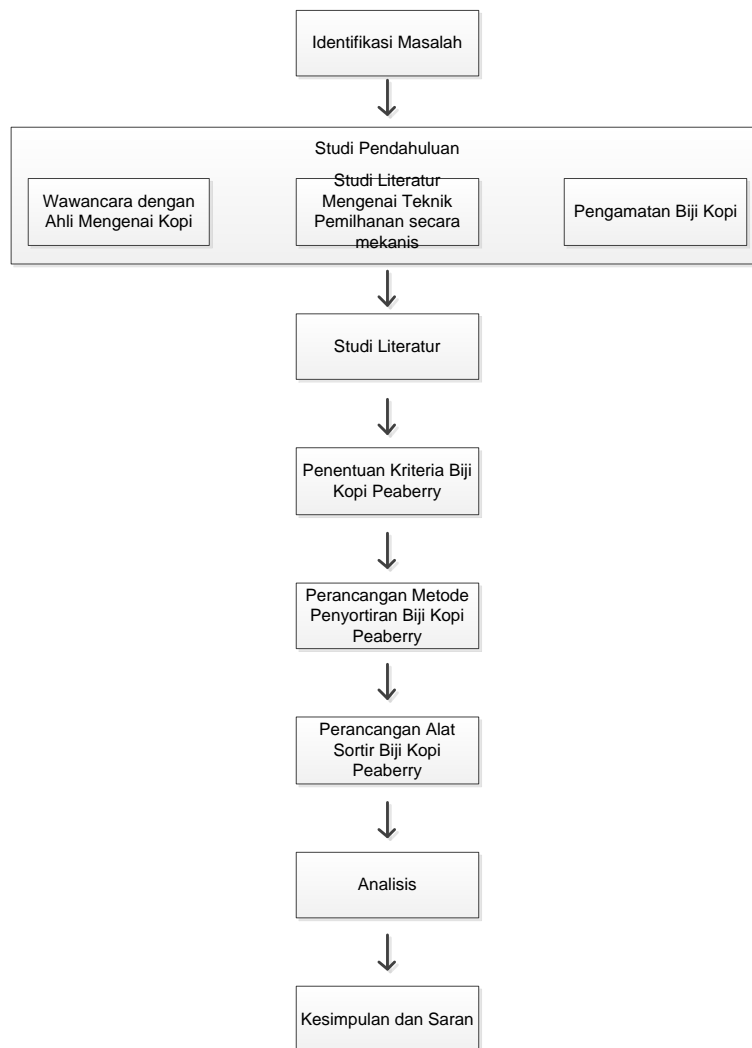 Identifikasi Masalah
Studi Pendahuluan
Wawancara dengan
Ahli Mengenai Kopi
Studi Literatur
Mengenai Teknik
Pemilhanan secara
mekanis
Pengamatan Biji Kopi
Studi Literatur
Penentuan Kriteria Biji
Kopi Peaberry
Perancangan Metode
Penyortiran Biji Kopi
Peaberry
Perancangan Alat
Sortir Biji Kopi
Peaberry
Analisis
Kesimpulan dan Saran